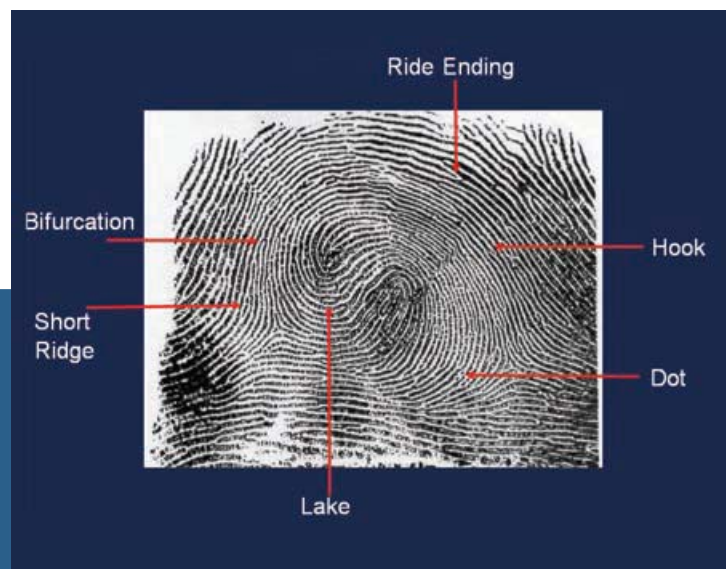 Ride Ending
Bifurcation
Hook
Short
Ridge
Dot
Lake